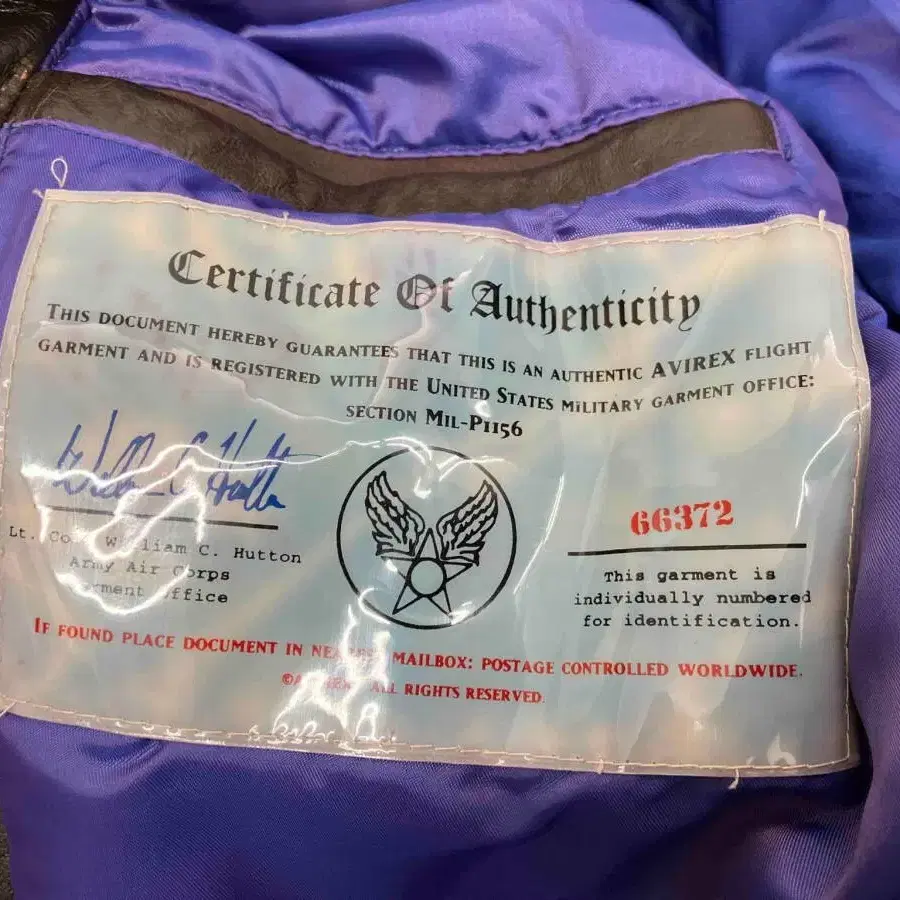 Certificate Of Authenticity
THIS DOCUMENT HEREBY GUARANTEES THAT THIS IS AN AUTHENTIC AVIREX FLIGHT
GARMENT AND IS REGISTERED WITH THE UNITED STATES MILITARY GARMENT OFFICE:
SECTION MIL-P1156
66372
Lt. William C. Hutton
Army Air Corps
This garment is
individually numbered
for identification.
IF FOUND PLACE DOCUMENT IN MAILBOX: POSTAGE CONTROLLED WORLDWIDE.
ALL RIGHTS RESERVED.